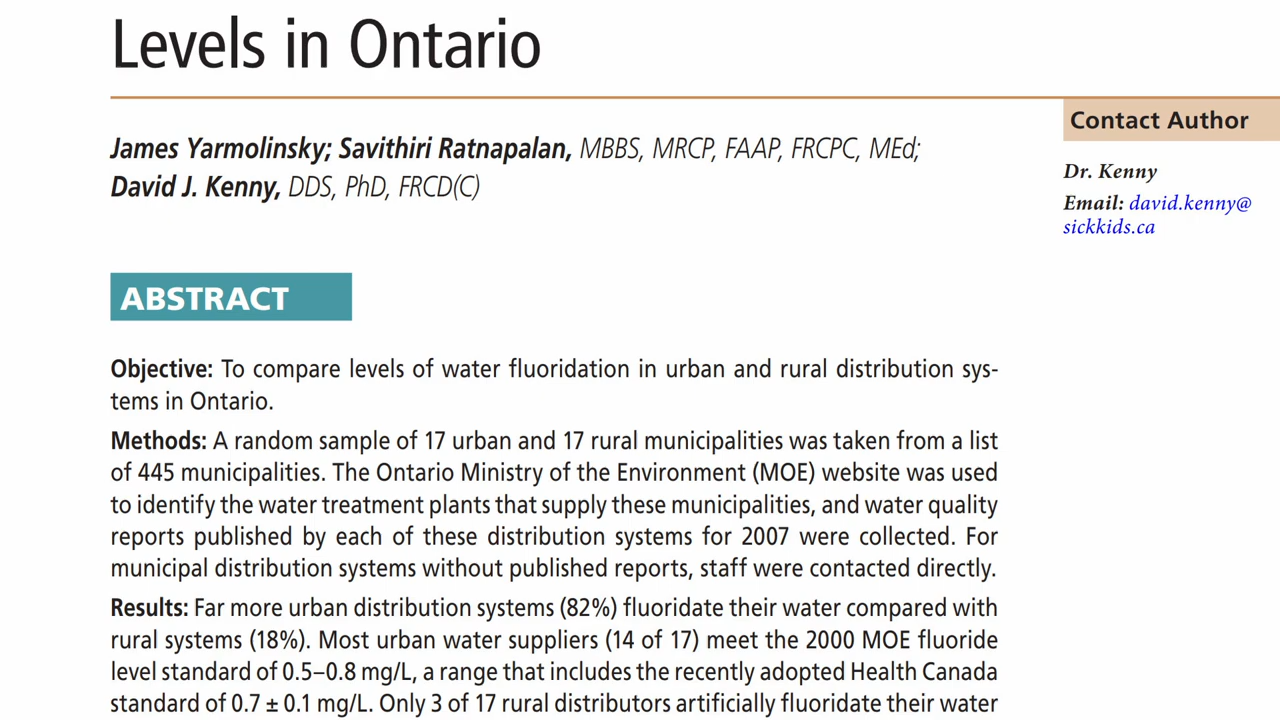 Levels in Ontario
James Yarmolinsky; Savithiri Ratnapalan, MBBS, MRCP, FAAP, FRCPC, MEd;
David J. Kenny, DDS, PhD, FRCD(C)
Contact Author
Dr. Kenny
Email: david.kenny@
sickkids.ca
ABSTRACT
Objective: To compare levels of water fluoridation in urban and rural distribution sys-
tems in Ontario.
Methods: A random sample of 17 urban and 17 rural municipalities was taken from a list
of 445 municipalities. The Ontario Ministry of the Environment (MOE) website was used
to identify the water treatment plants that supply these municipalities, and water quality
reports published by each of these distribution systems for 2007 were collected. For
municipal distribution systems without published reports, staff were contacted directly.
Results: Far more urban distribution systems (82%) fluoridate their water compared with
rural systems (18%). Most urban water suppliers (14 of 17) meet the 2000 MOE fluoride
level standard of 0.5–0.8 mg/L, a range that includes the recently adopted Health Canada
standard of 0.7 ± 0.1 mg/L. Only 3 of 17 rural distributors artificially fluoridate their water